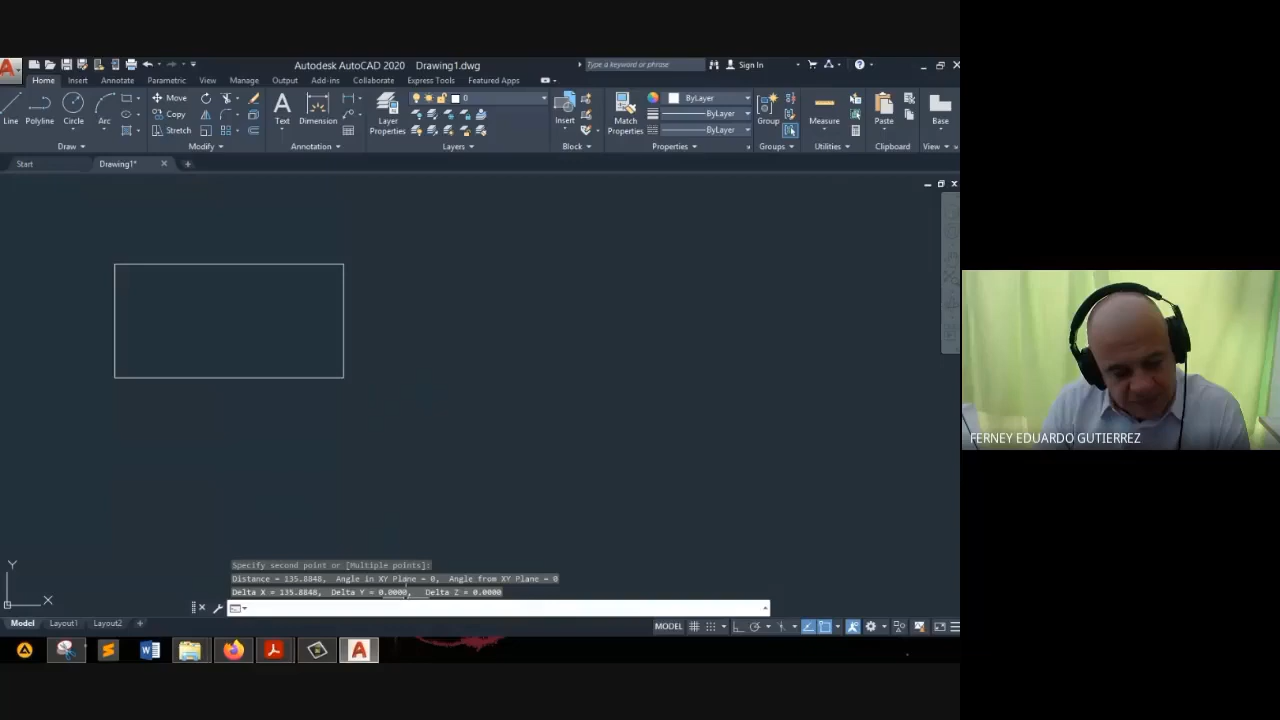 Autodesk AutoCAD 2020 Drawing1.dwg
Type a keyword or phrase
Sign In
Home Insert Annotate Parametric View Manage Output Add-ins Collaborate Express Tools Featured Apps
Line Polyline Circle Arc
Move
Copy
Stretch
Text Dimension
Layer Properties
0
Insert
Match Properties
ByLayer
ByLayer
ByLayer
Group
Measure
Paste
Base
Draw Modify Annotation Layers Block Properties Groups Utilities Clipboard View
Start Drawing1*
Y
X
Specify second point or [Multiple points]:
Distance = 135.8848, Angle in XY Plane = 0, Angle from XY Plane = 0
Delta X = 135.8848, Delta Y = 0.0000, Delta Z = 0.0000
Model Layout1 Layout2
MODEL
FERNEY EDUARDO GUTIERREZ